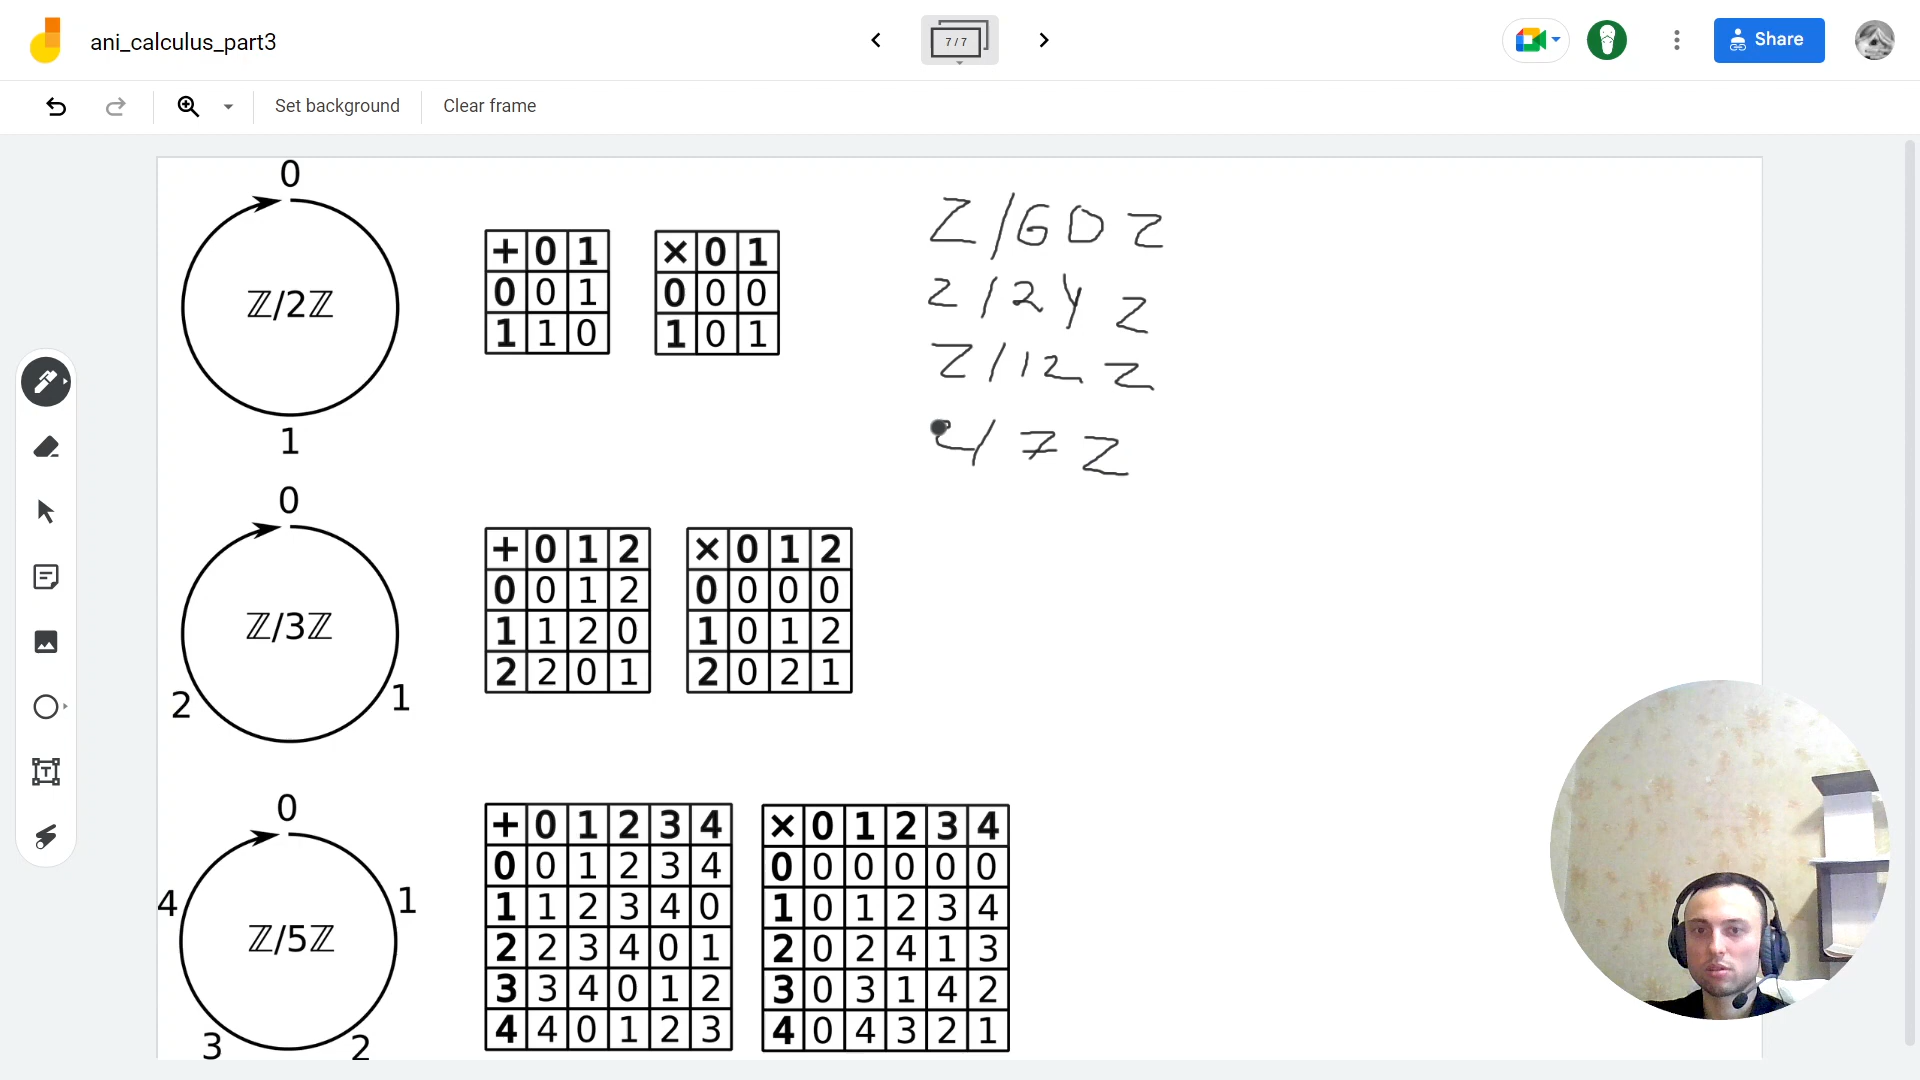 ani_calculus_part3
7 / 7
Share
Set background
Clear frame
0
ℤ/2ℤ
1
+ 0 1
0 0 1
1 1 0
× 0 1
0 0 0
1 0 1
Z/60Z
Z/24Z
Z/12Z
Z/7Z
0
ℤ/3ℤ
2
1
+ 0 1 2
0 0 1 2
1 1 2 0
2 2 0 1
× 0 1 2
0 0 0 0
1 0 1 2
2 0 2 1
0
4
1
ℤ/5ℤ
3
2
+ 0 1 2 3 4
0 0 1 2 3 4
1 1 2 3 4 0
2 2 3 4 0 1
3 3 4 0 1 2
4 4 0 1 2 3
× 0 1 2 3 4
0 0 0 0 0 0
1 0 1 2 3 4
2 0 2 4 1 3
3 0 3 1 4 2
4 0 4 3 2 1